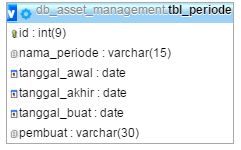 db_asset_management.tbl_periode
id : int(9)
nama_periode : varchar(15)
tanggal_awal : date
tanggal_akhir : date
tanggal_buat : date
pembuat : varchar(30)